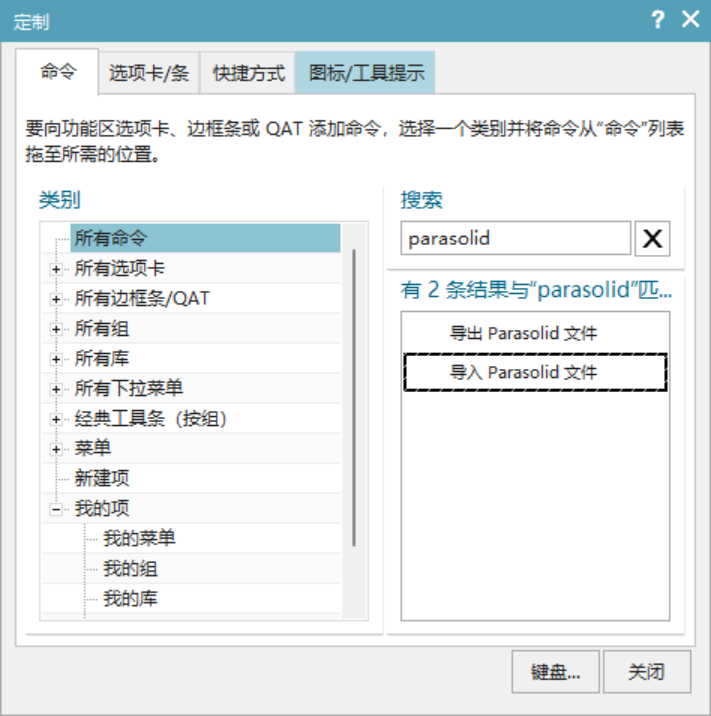 定制
命令
选项卡/条
快捷方式
图标/工具提示
要向功能区选项卡、边框条或 QAT 添加命令，选择一个类别并将命令从“命令”列表
拖至所需的位置。
类别
所有命令
所有选项卡
所有边框条/QAT
所有组
所有库
所有下拉菜单
经典工具条（按组）
菜单
新建项
我的项
我的菜单
我的组
我的库
搜索
parasolid
有 2 条结果与“parasolid”匹...
导出 Parasolid 文件
导入 Parasolid 文件
键盘...
关闭